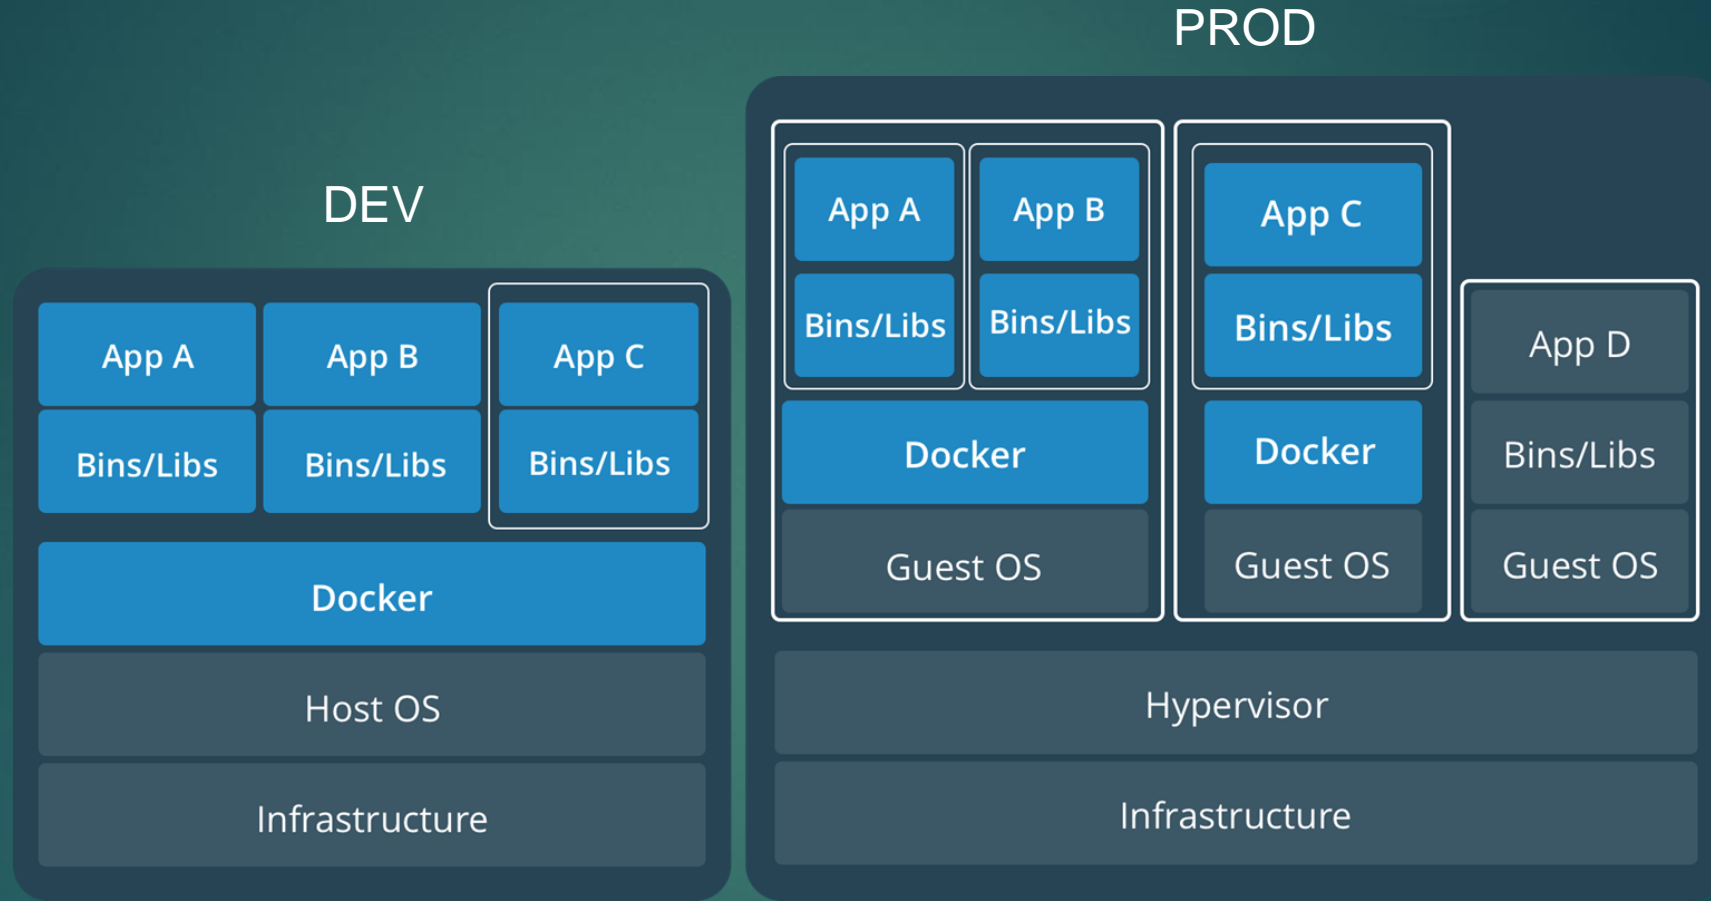 DEV
App A
App B
App C
Bins/Libs
Bins/Libs
Bins/Libs
Docker
Host OS
Infrastructure
PROD
App A
App B
Bins/Libs
Bins/Libs
Docker
Guest OS
App C
Bins/Libs
Docker
Guest OS
App D
Bins/Libs
Guest OS
Hypervisor
Infrastructure